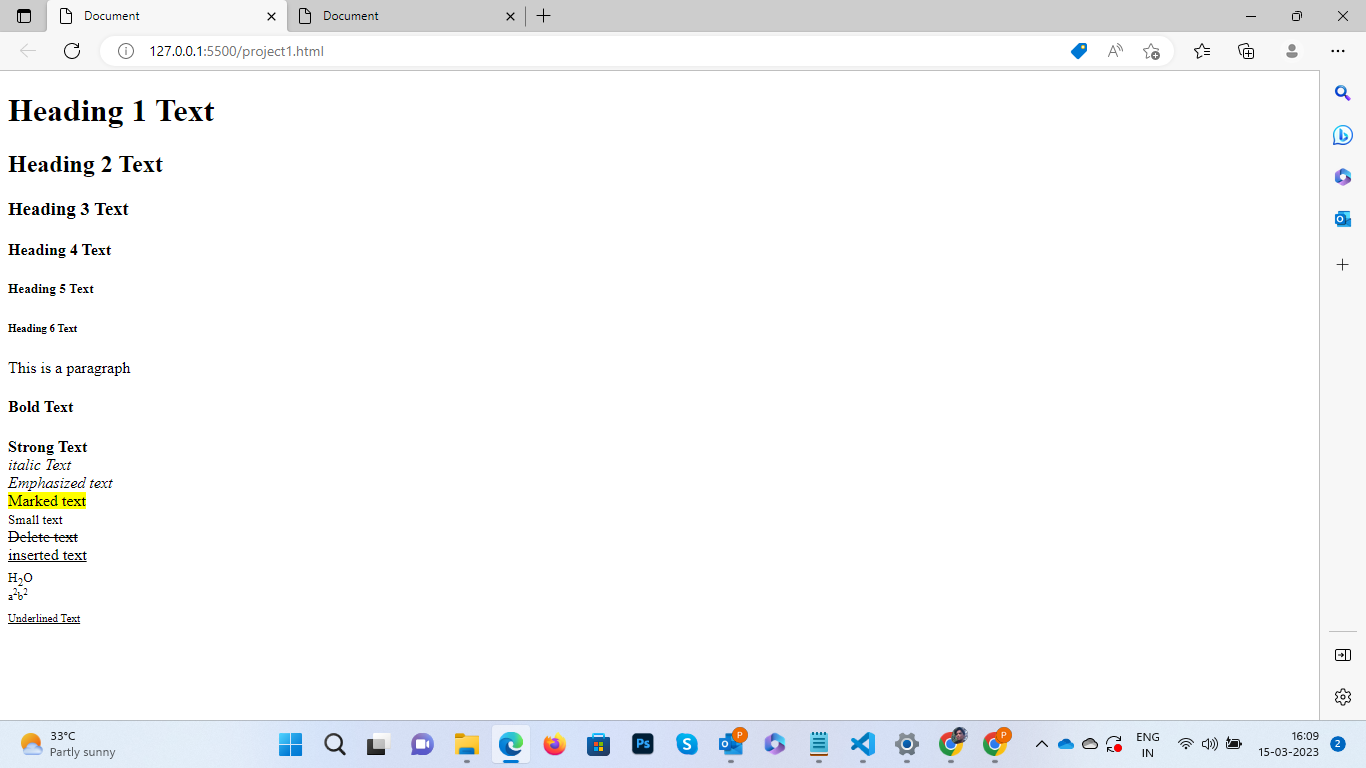 Document
Document
127.0.0.1:5500/project1.html
Heading 1 Text
Heading 2 Text
Heading 3 Text
Heading 4 Text
Heading 5 Text
Heading 6 Text
This is a paragraph
Bold Text
Strong Text
italic Text
Emphasized text
Marked text
Small text
Delete text
inserted text
H₂O
a²b²
Underlined Text
33°C
Partly sunny
Ps
P
P
ENG
IN
16:09
15-03-2023
2